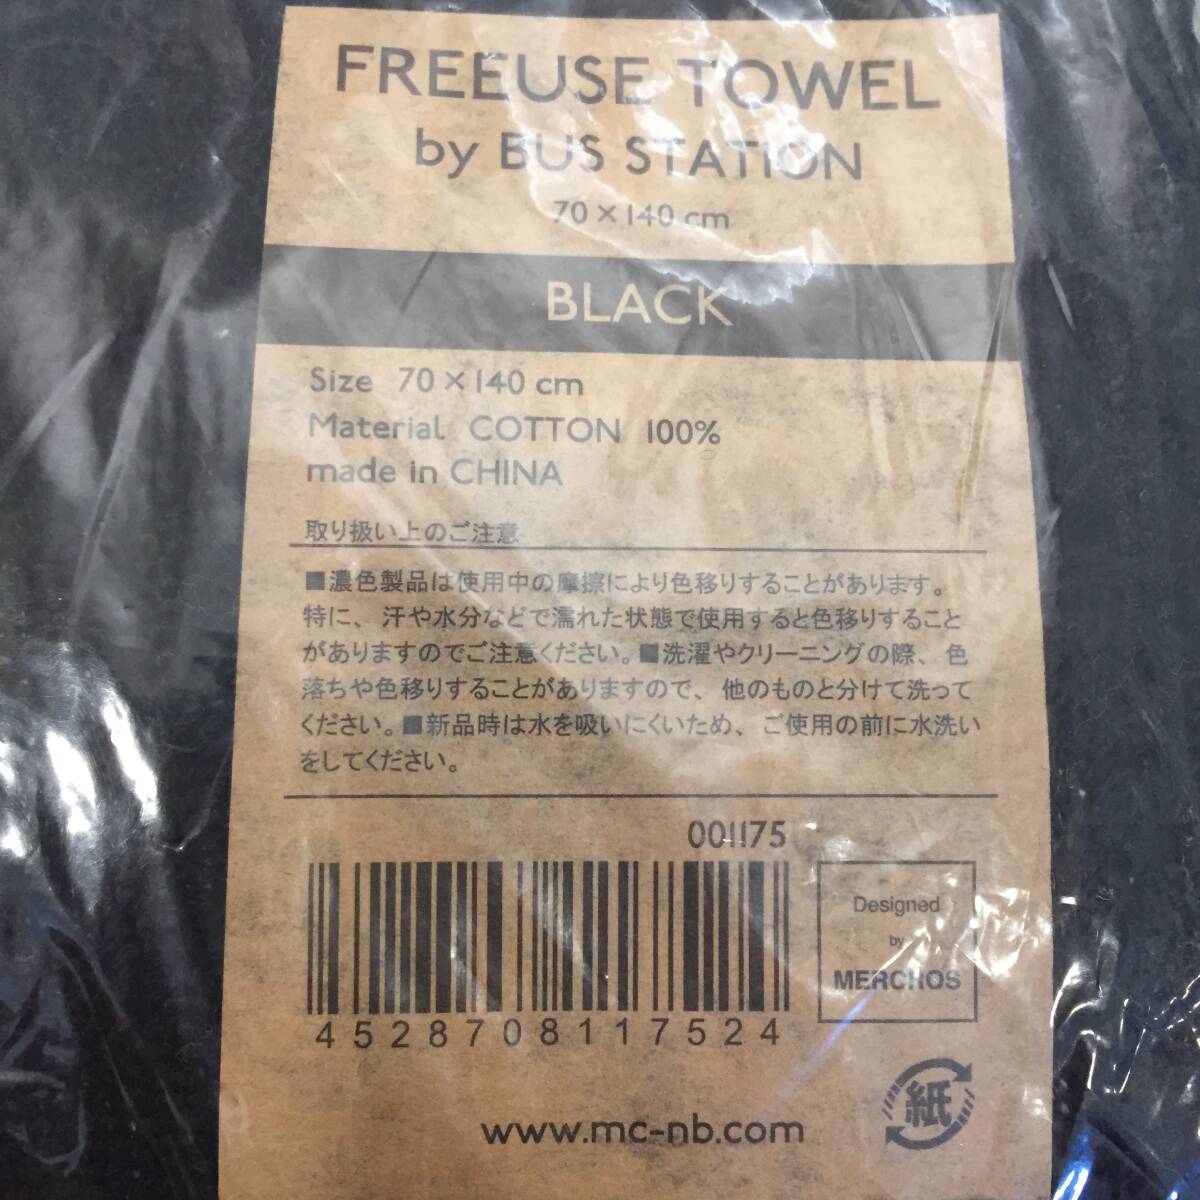 FREEUSE TOWEL
by BUS STATION
70×140 cm
BLACK
Size 70×140 cm
Material COTTON 100%
made in CHINA
取り扱い上のご注意
■濃色製品は使用中の摩擦により色移りすることがあります。
特に、汗や水分などで濡れた状態で使用すると色移りすること
がありますのでご注意ください。■洗濯やクリーニングの際、色
落ちや色移りすることがありますので、他のものと分けて洗って
ください。■新品時は水を吸いにくいため、ご使用の前に水洗い
をしてください。
001175
4528708117524
Designed
by
MERCHOS
紙
www.mc-nb.com